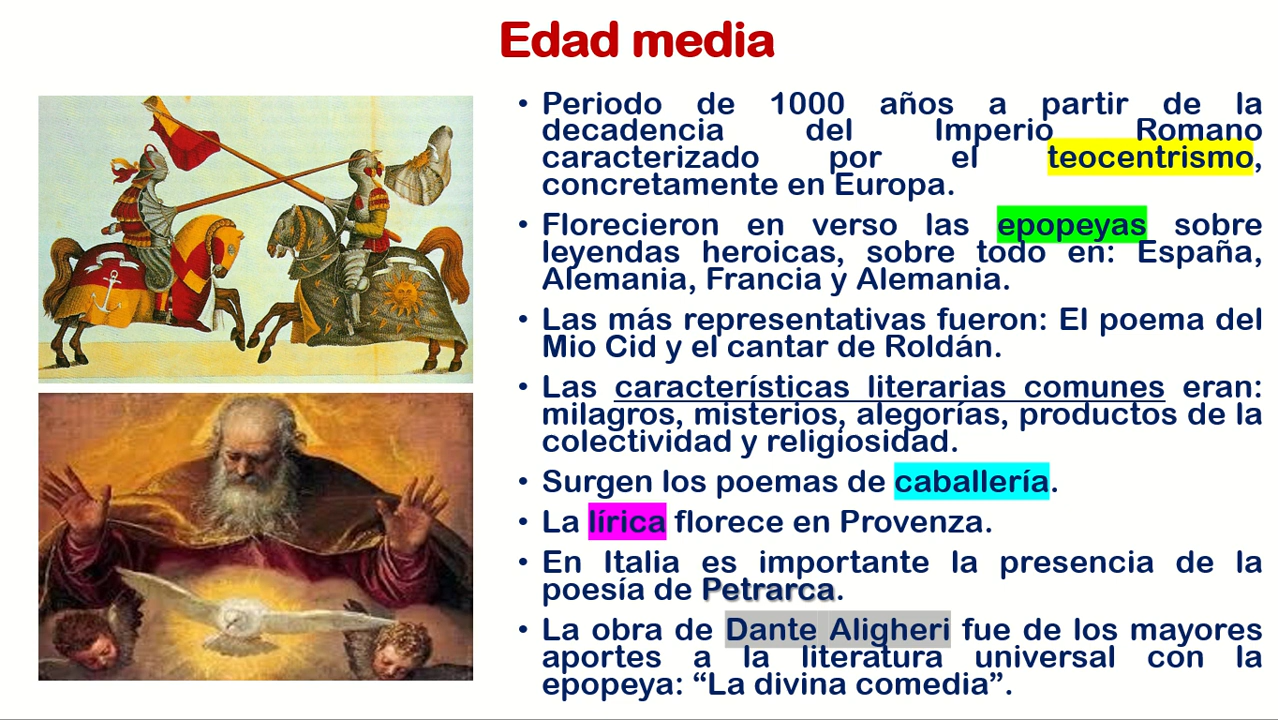 Edad media
• Periodo de 1000 años a partir de la
decadencia del Imperio Romano
caracterizado por el teocentrismo,
concretamente en Europa.
• Florecieron en verso las epopeyas sobre
leyendas heroicas, sobre todo en: España,
Alemania, Francia y Alemania.
• Las más representativas fueron: El poema del
Mio Cid y el cantar de Roldán.
• Las características literarias comunes eran:
milagros, misterios, alegorías, productos de la
colectividad y religiosidad.
• Surgen los poemas de caballería.
• La lírica florece en Provenza.
• En Italia es importante la presencia de la
poesía de Petrarca.
• La obra de Dante Aligheri fue de los mayores
aportes a la literatura universal con la
epopeya: “La divina comedia”.